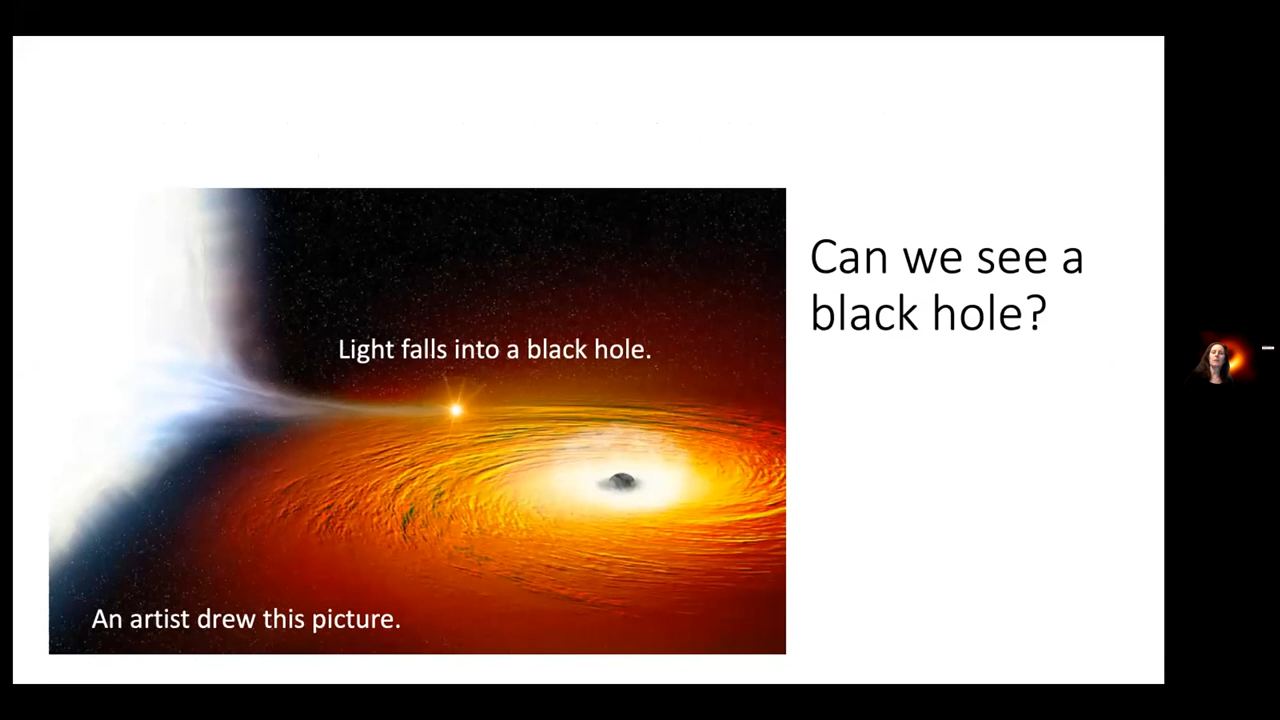 Can we see a
black hole?
Light falls into a black hole.
An artist drew this picture.